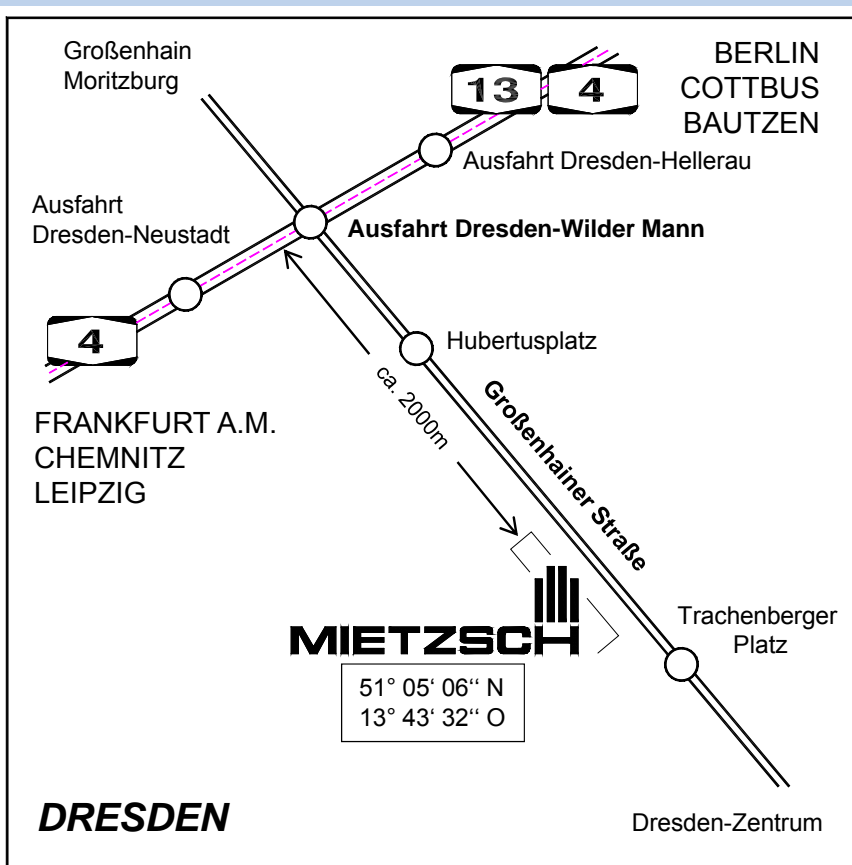 Großenhain
Moritzburg
13
4
BERLIN
COTTBUS
BAUTZEN
Ausfahrt Dresden-Hellerau
Ausfahrt
Dresden-Neustadt
Ausfahrt Dresden-Wilder Mann
4
Hubertusplatz
ca. 2000m
Großenhainer Straße
FRANKFURT A.M.
CHEMNITZ
LEIPZIG
MIETZSCH
51° 05‘ 06“ N
13° 43‘ 32“ O
Trachenberger
Platz
DRESDEN
Dresden-Zentrum